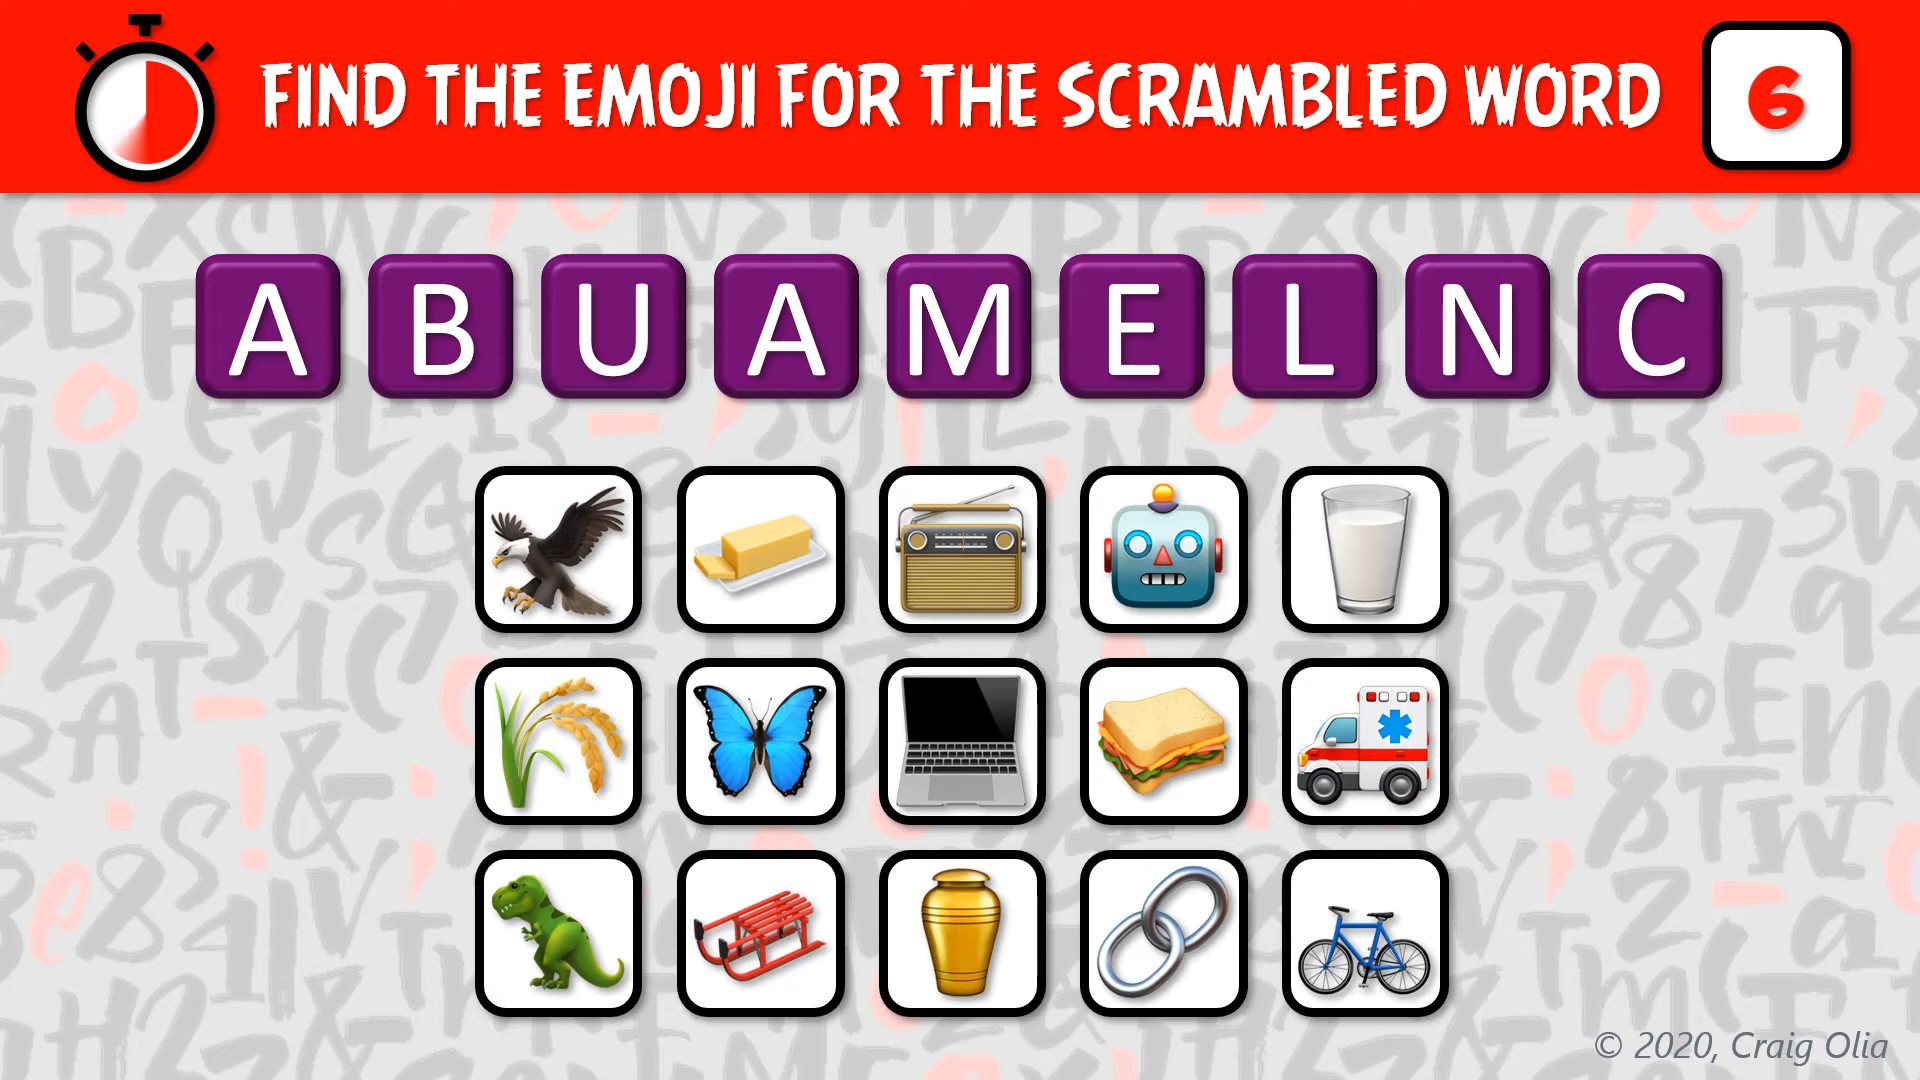 FIND THE EMOJI FOR THE SCRAMBLED WORD
6
A B U A M E L N C
© 2020, Craig Olia